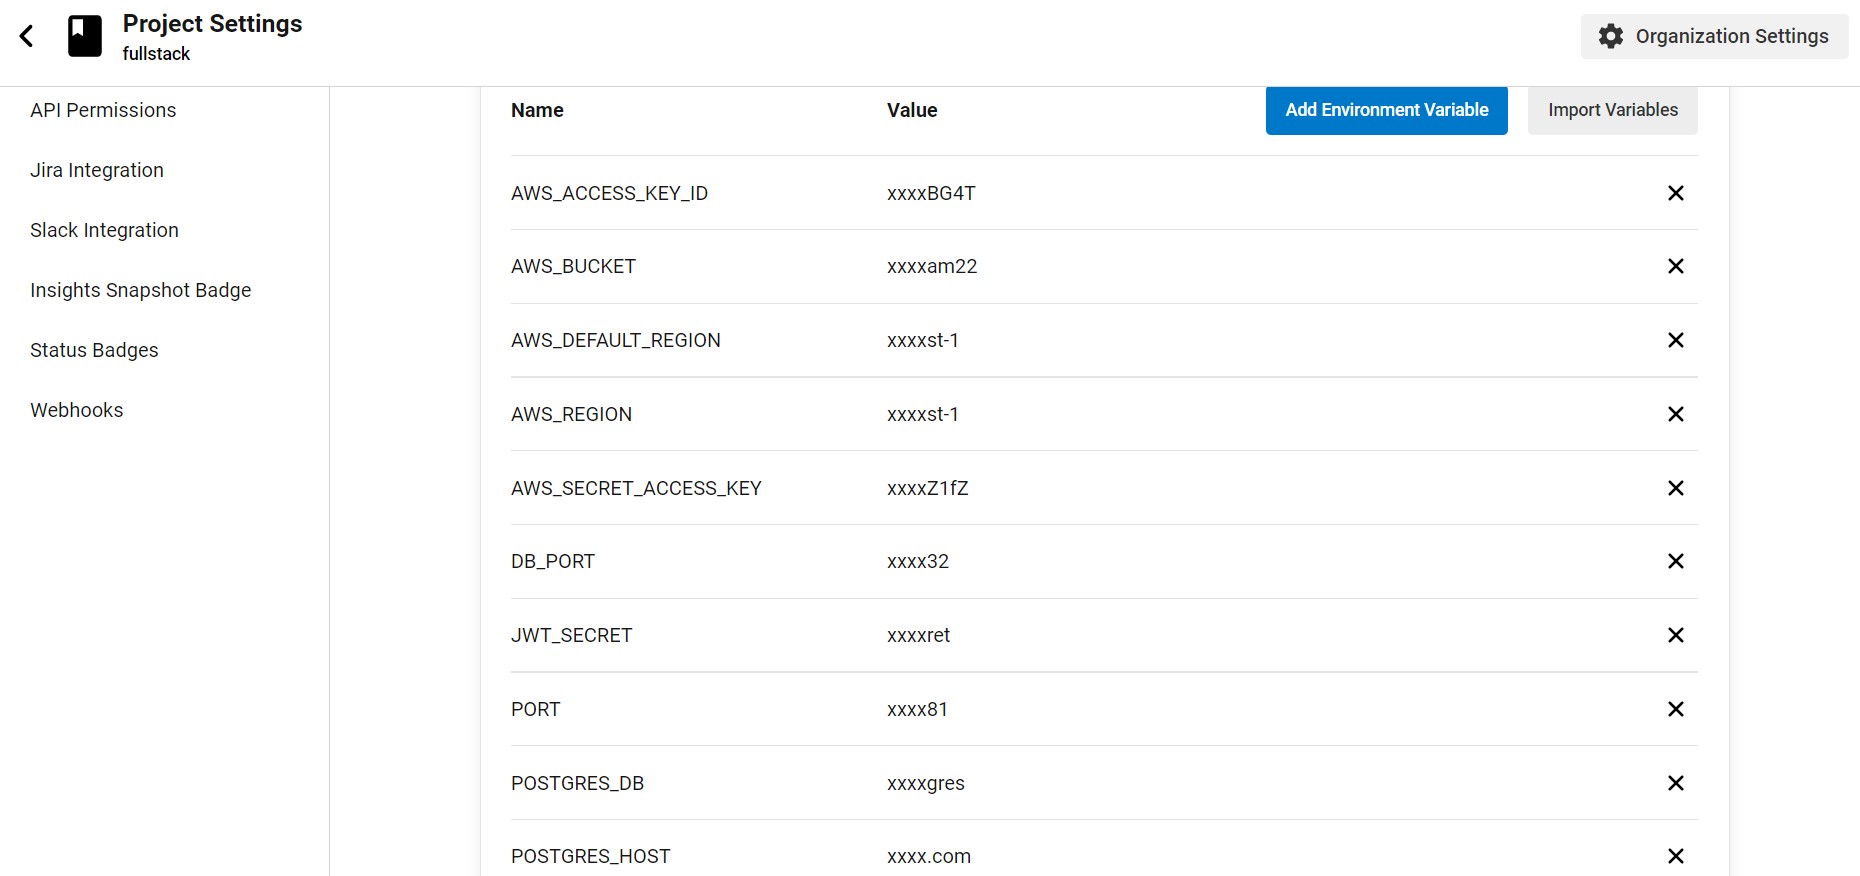 Project Settings
fullstack
Organization Settings
API Permissions
Jira Integration
Slack Integration
Insights Snapshot Badge
Status Badges
Webhooks
Name Value Add Environment Variable Import Variables
AWS_ACCESS_KEY_ID xxxxBG4T
AWS_BUCKET xxxxam22
AWS_DEFAULT_REGION xxxxst-1
AWS_REGION xxxxst-1
AWS_SECRET_ACCESS_KEY xxxxZ1fZ
DB_PORT xxxx32
JWT_SECRET xxxxret
PORT xxxx81
POSTGRES_DB xxxxgres
POSTGRES_HOST xxxx.com